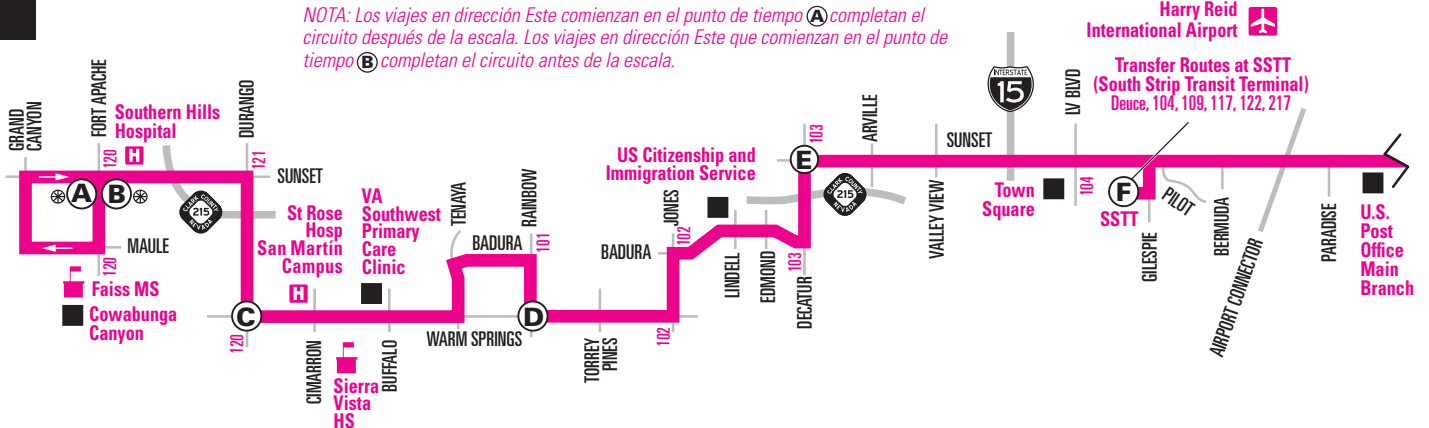 NOTA: Los viajes en dirección Este comienzan en el punto de tiempo A completan el
circuito después de la escala. Los viajes en dirección Este que comienzan en el punto de
tiempo B completan el circuito antes de la escala.
Harry Reid
International Airport
Transfer Routes at SSTT
(South Strip Transit Terminal)
Deuce, 104, 109, 117, 122, 217
INTERSTATE
15
GRAND
CANYON
FORT APACHE
120
Southern Hills
Hospital
H
DURANGO
121
SUNSET
A
B
CLARK COUNTY
215
NEVADA
MAULE
120
Faiss MS
Cowabunga
Canyon
St Rose
Hosp
San Martín
Campus
H
VA
Southwest
Primary
Care
Clinic
C
120
CIMARRON
Sierra
Vista
HS
BUFFALO
TENAYA
BADURA
RAINBOW
101
WARM SPRINGS
D
TORREY
PINES
BADURA
JONES
102
102
US Citizenship and
Immigration Service
LINDELL
EDMOND
103
DECATUR
E
103
CLARK COUNTY
215
NEVADA
ARVILLE
VALLEY VIEW
SUNSET
LV BLVD
104
Town
Square
F
SSTT
GILESPIE
PILOT
BERMUDA
AIRPORT CONNECTOR
PARADISE
U.S.
Post
Office
Main
Branch